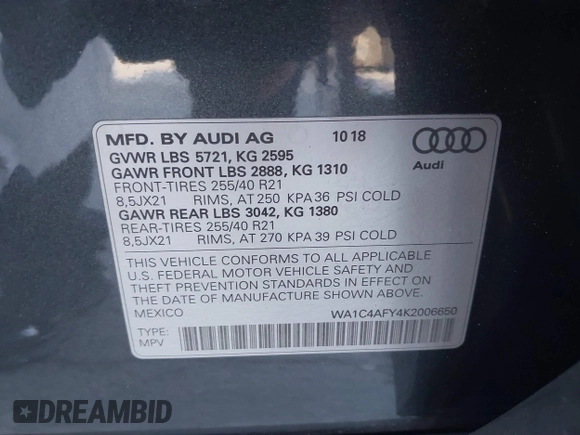 MFD. BY AUDI AG 10 18
GVWR LBS 5721, KG 2595
GAWR FRONT LBS 2888, KG 1310
FRONT-TIRES 255/40 R21
8,5JX21 RIMS, AT 250 KPA 36 PSI COLD
GAWR REAR LBS 3042, KG 1380
REAR-TIRES 255/40 R21
8,5JX21 RIMS, AT 270 KPA 39 PSI COLD
Audi
THIS VEHICLE CONFORMS TO ALL APPLICABLE
U.S. FEDERAL MOTOR VEHICLE SAFETY AND
THEFT PREVENTION STANDARDS IN EFFECT ON
THE DATE OF MANUFACTURE SHOWN ABOVE.
MEXICO WA1C4AFY4K2006650
TYPE:
MPV
DREAMBID